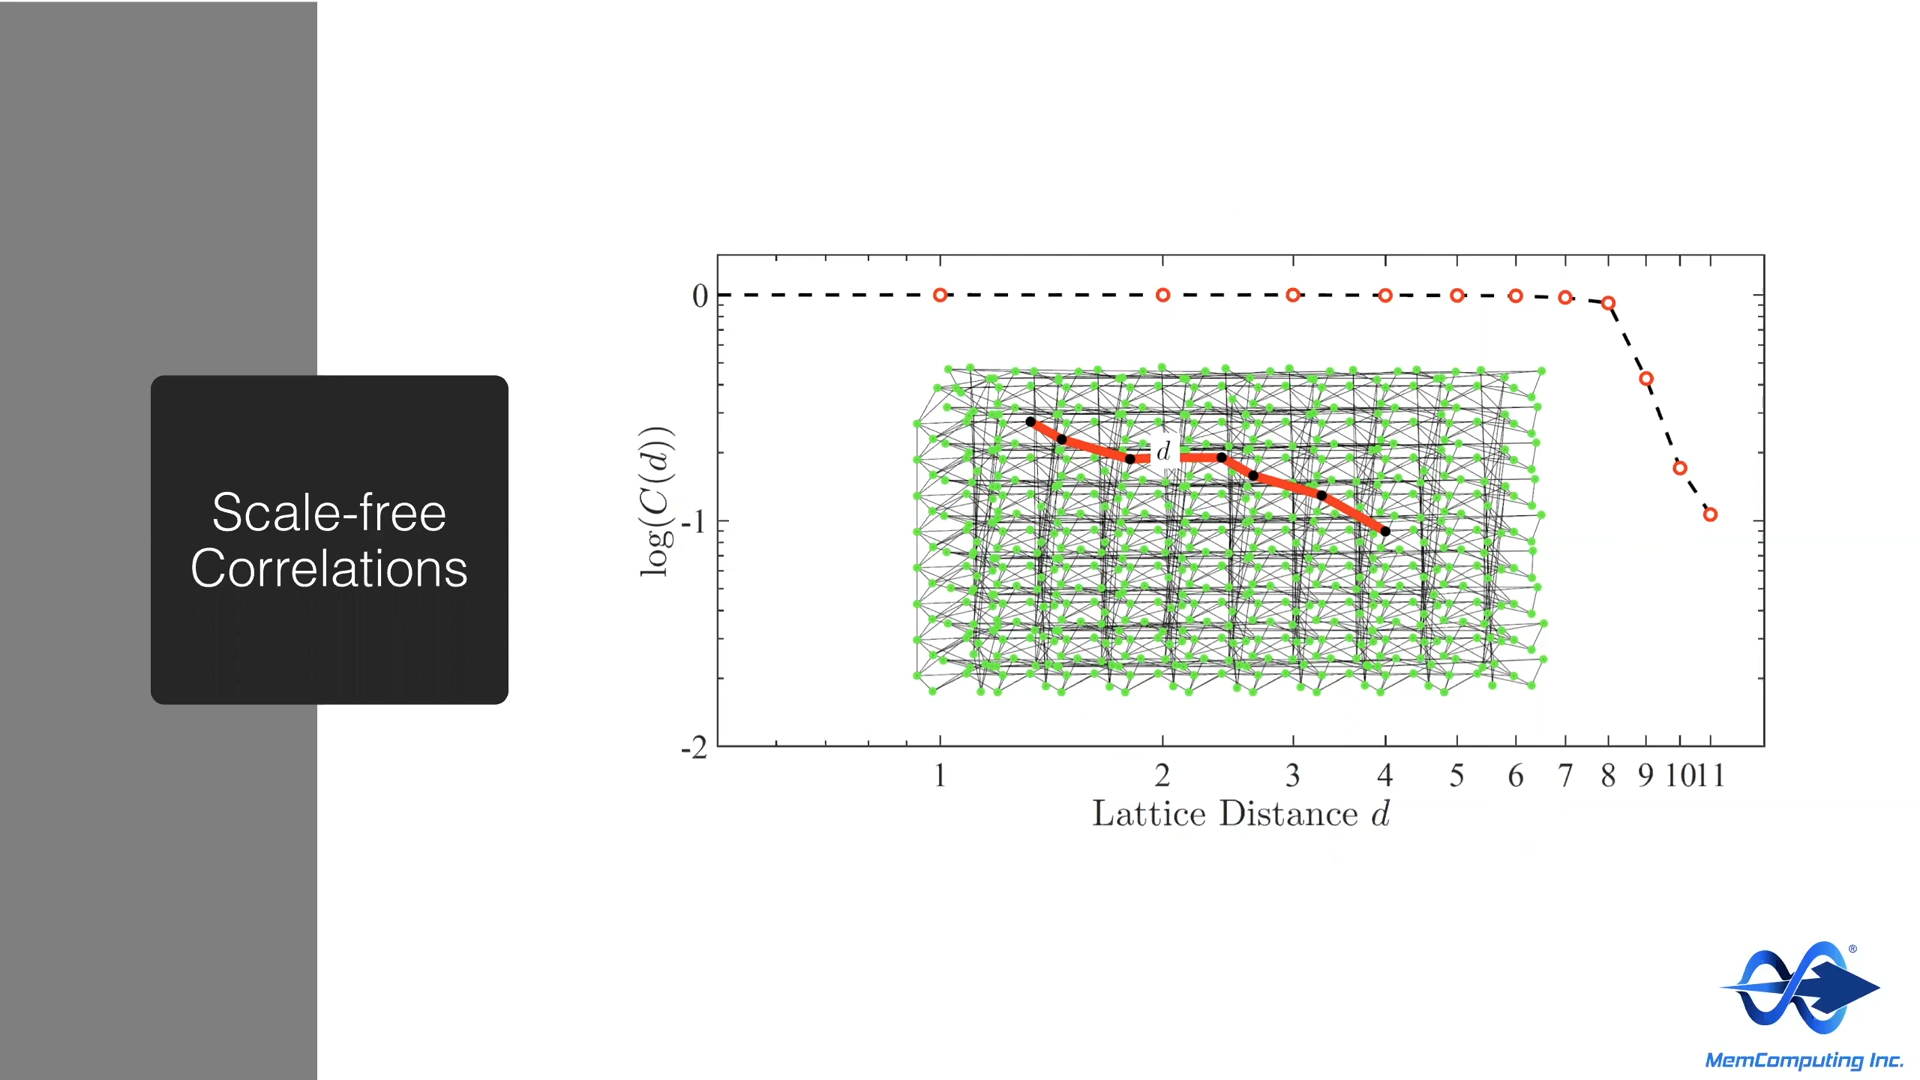 Scale-free
Correlations
0
-1
-2
log(C(d))
d
1 2 3 4 5 6 7 8 9 10 11
Lattice Distance d
®
MemComputing Inc.